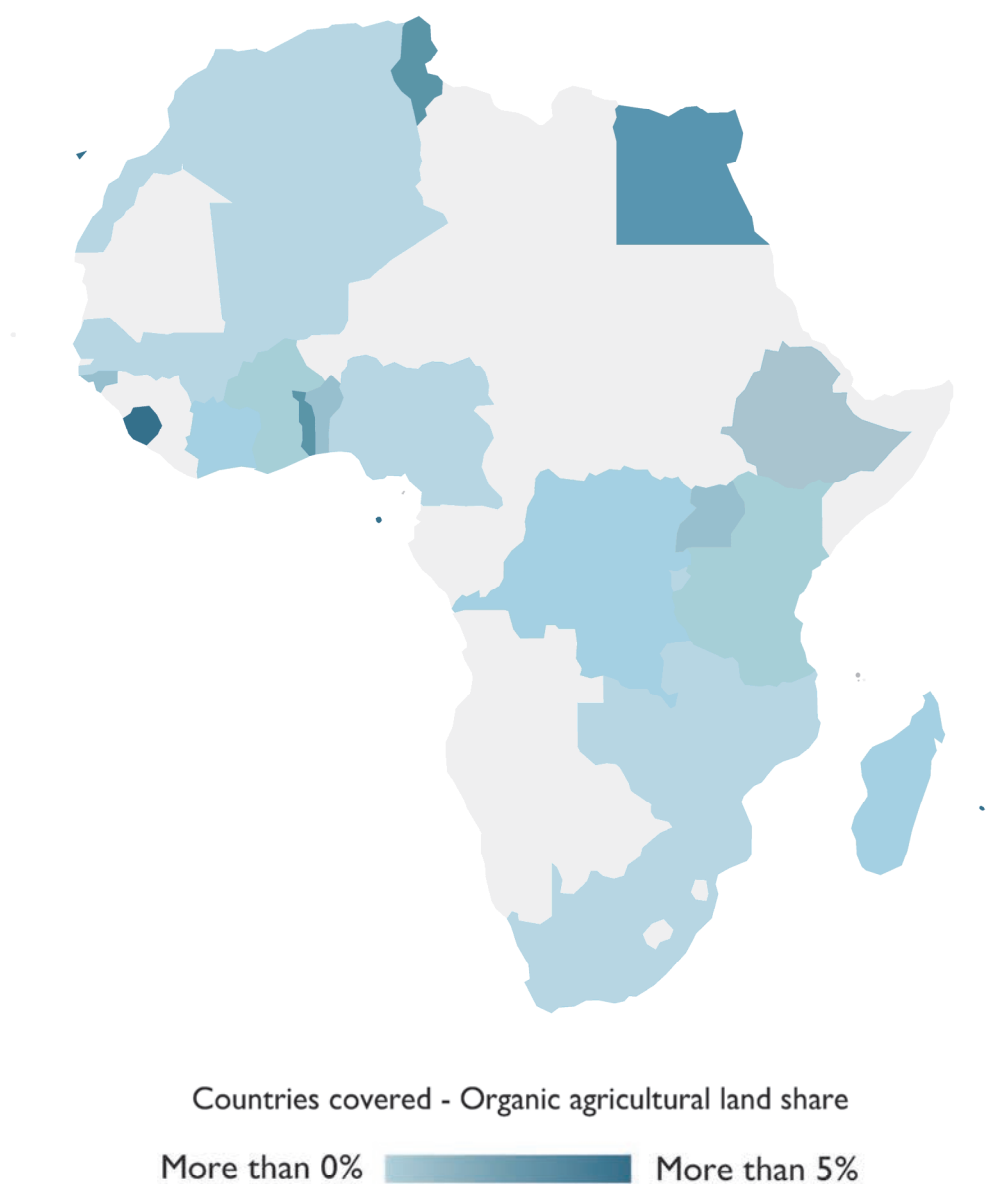 Countries covered - Organic agricultural land share
More than 0% More than 5%